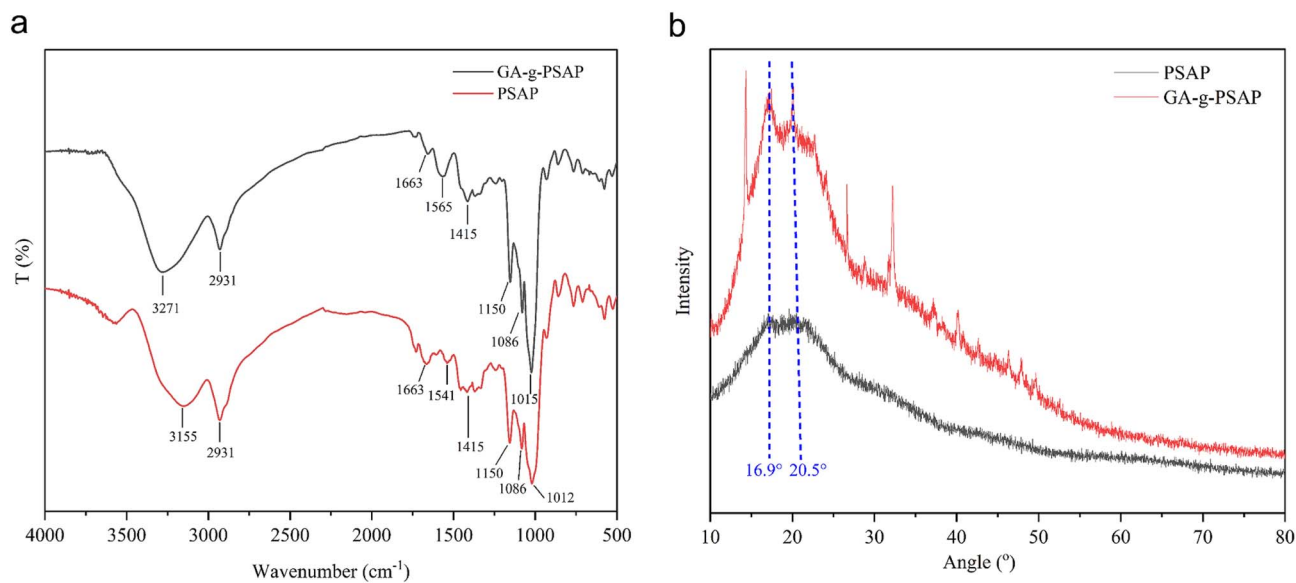 a
GA-g-PSAP
PSAP
1663
1565
1415
2931
3271
1150
1086
1015
1663
1541
1415
3155
2931
1150
1086
1012
T (%)
4000 3500 3000 2500 2000 1500 1000 500
Wavenumber (cm⁻¹)
b
PSAP
GA-g-PSAP
Intensity
16.9° 20.5°
10 20 30 40 50 60 70 80
Angle (°)